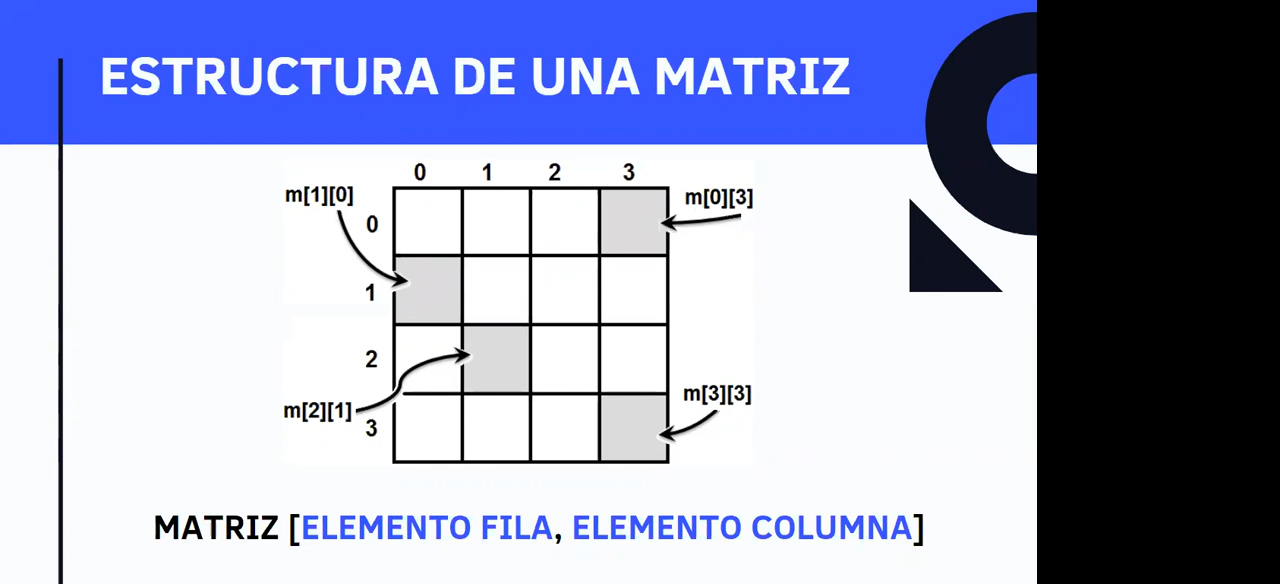 ESTRUCTURA DE UNA MATRIZ
0 1 2 3
m[1][0]
m[0][3]
0
1
2
m[3][3]
m[2][1]
3
MATRIZ [ELEMENTO FILA, ELEMENTO COLUMNA]